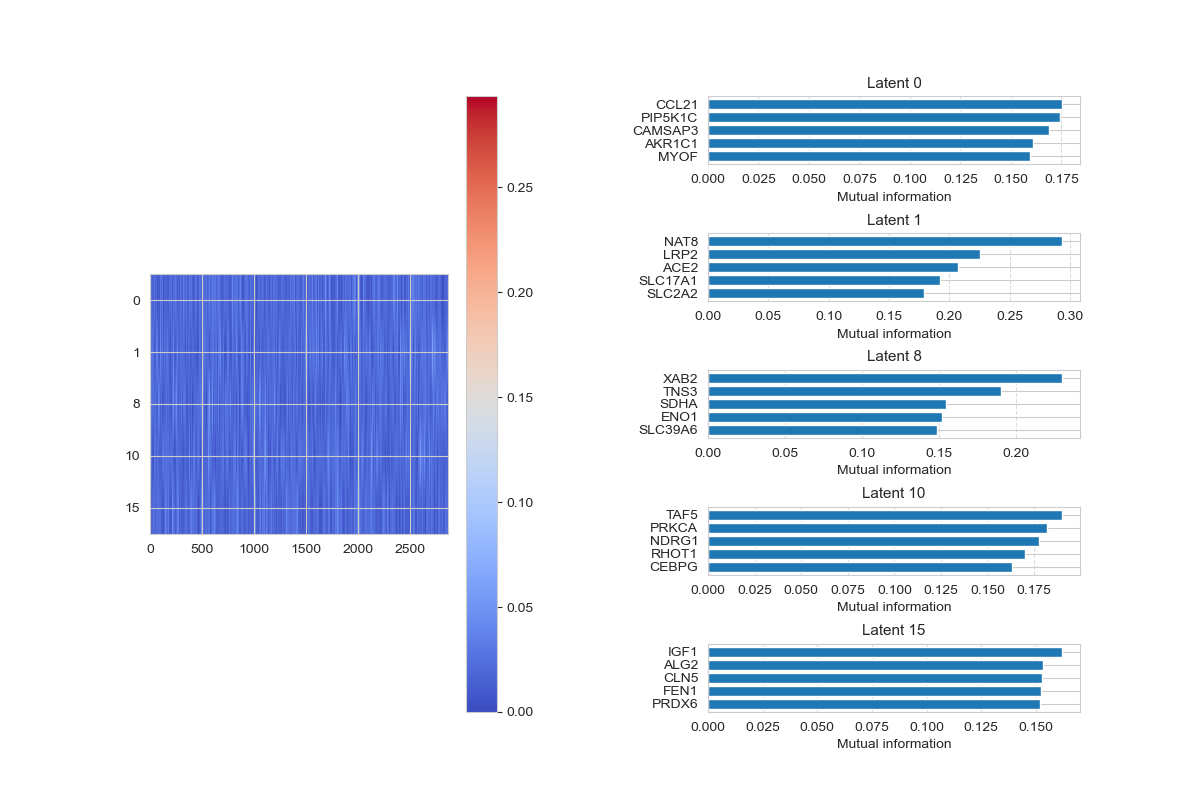 0
1
8
10
15
0 500 1000 1500 2000 2500
0.25
0.20
0.15
0.10
0.05
0.00
Latent 0
CCL21
PIP5K1C
CAMSAP3
AKR1C1
MYOF
0.000 0.025 0.050 0.075 0.100 0.125 0.150 0.175
Mutual information
Latent 1
NAT8
LRP2
ACE2
SLC17A1
SLC2A2
0.00 0.05 0.10 0.15 0.20 0.25 0.30
Mutual information
Latent 8
XAB2
TNS3
SDHA
ENO1
SLC39A6
0.00 0.05 0.10 0.15 0.20
Mutual information
Latent 10
TAF5
PRKCA
NDRG1
RHOT1
CEBPG
0.000 0.025 0.050 0.075 0.100 0.125 0.150 0.175
Mutual information
Latent 15
IGF1
ALG2
CLN5
FEN1
PRDX6
0.000 0.025 0.050 0.075 0.100 0.125 0.150
Mutual information